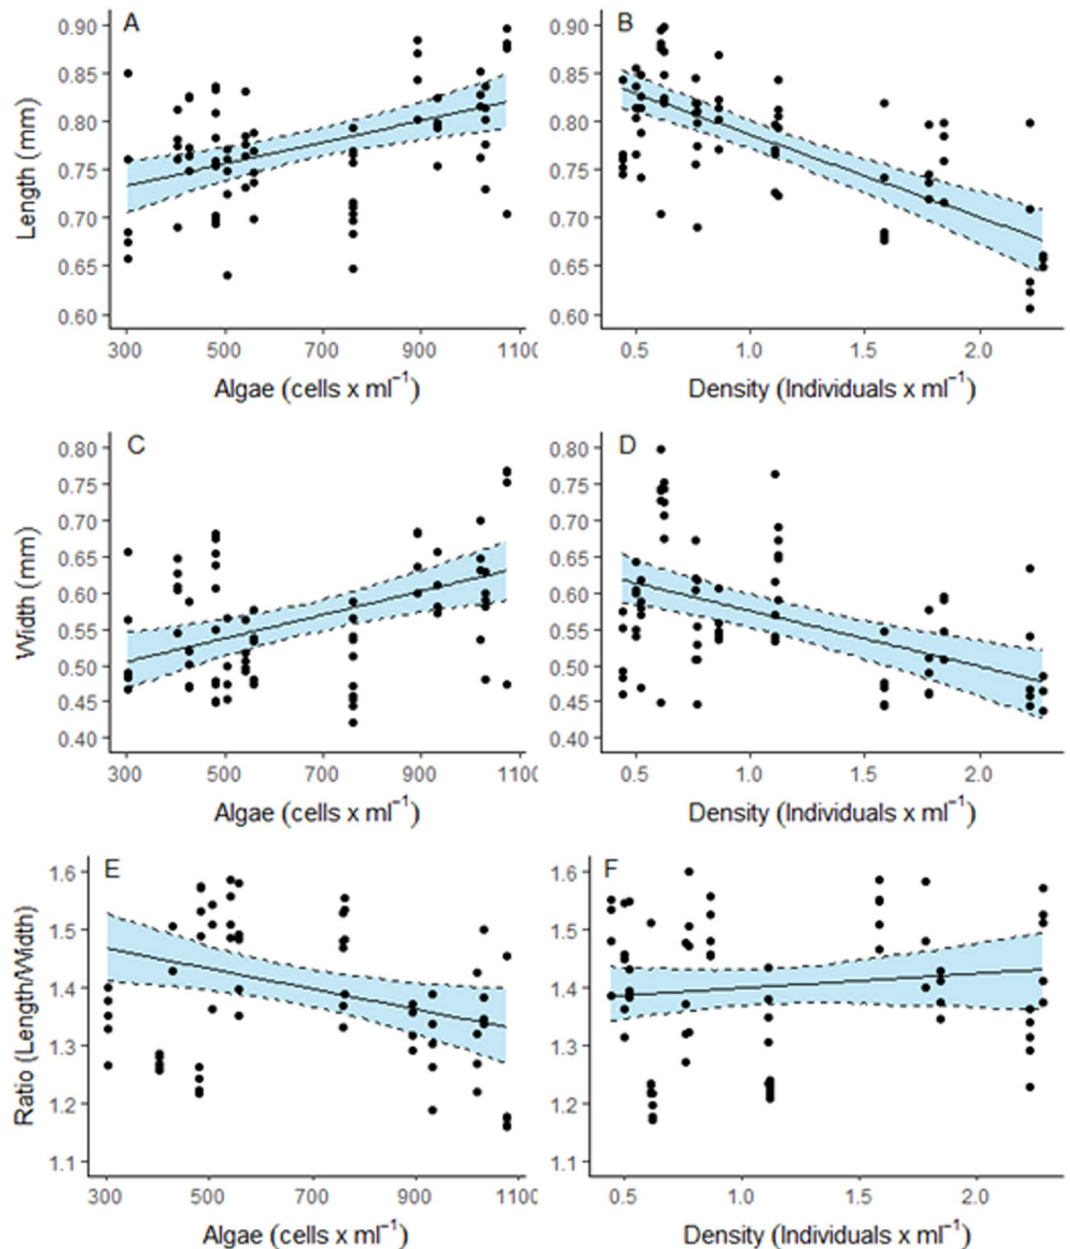 A
0.90
0.85
0.80
0.75
0.70
0.65
0.60
Length (mm)
300 500 700 900 1100
Algae (cells x ml⁻¹)
B
0.90
0.85
0.80
0.75
0.70
0.65
0.60
0.5 1.0 1.5 2.0
Density (Individuals x ml⁻¹)
C
0.80
0.75
0.70
0.65
0.60
0.55
0.50
0.45
0.40
Width (mm)
300 500 700 900 1100
Algae (cells x ml⁻¹)
D
0.80
0.75
0.70
0.65
0.60
0.55
0.50
0.45
0.40
0.5 1.0 1.5 2.0
Density (Individuals x ml⁻¹)
E
1.6
1.5
1.4
1.3
1.2
1.1
Ratio (Length/Width)
300 500 700 900 1100
Algae (cells x ml⁻¹)
F
1.6
1.5
1.4
1.3
1.2
1.1
0.5 1.0 1.5 2.0
Density (Individuals x ml⁻¹)